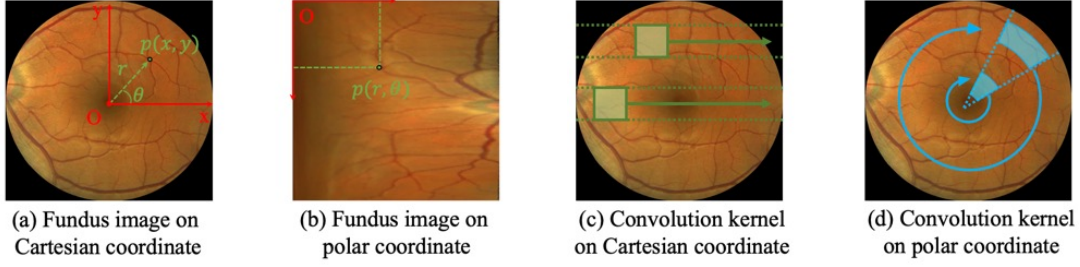 y
p(x, y)
r
θ
O
x
O
p(r, θ)
(a) Fundus image on
Cartesian coordinate
(b) Fundus image on
polar coordinate
(c) Convolution kernel
on Cartesian coordinate
(d) Convolution kernel
on polar coordinate